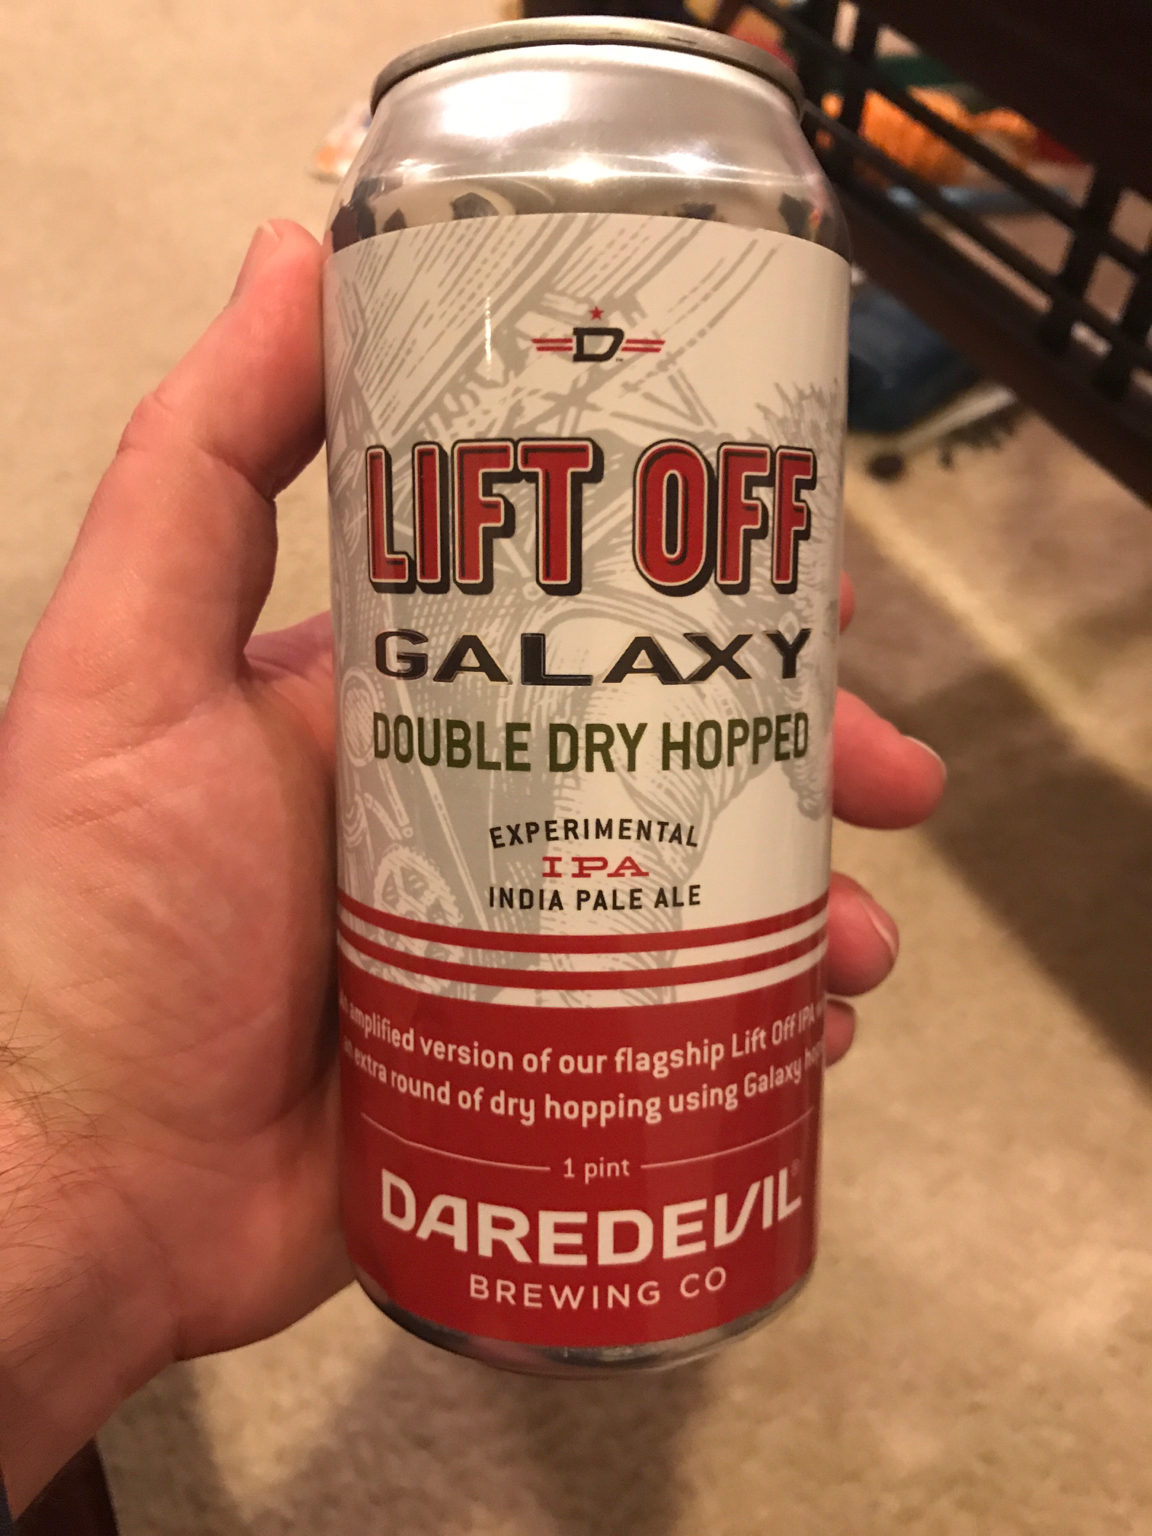 D
LIFT OFF
GALAXY
DOUBLE DRY HOPPED
EXPERIMENTAL
IPA
INDIA PALE ALE
amplified version of our flagship Lift Off IPA
extra round of dry hopping using Galaxy
1 pint
DAREDEVIL
BREWING CO